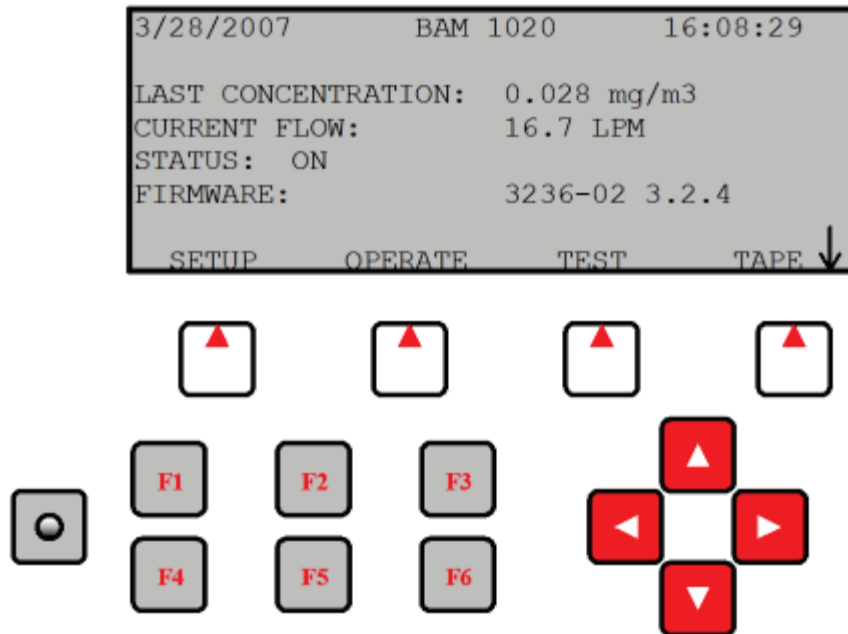 3/28/2007 BAM 1020 16:08:29
LAST CONCENTRATION: 0.028 mg/m3
CURRENT FLOW: 16.7 LPM
STATUS: ON
FIRMWARE: 3236-02 3.2.4
SETUP OPERATE TEST TAPE
F1 F2 F3
F4 F5 F6